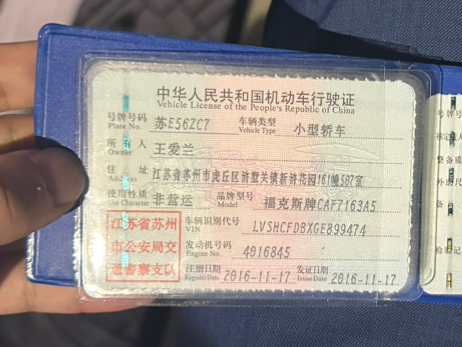 中华人民共和国机动车行驶证
Vehicle License of the People's Republic of China
号牌号码 Plate No. 苏E56ZC7 车辆类型 Vehicle Type 小型轿车
所有人 Owner 王爱兰
住址 Address 江苏省苏州市虎丘区浒墅关镇新浒花园161幢507室
使用性质 Use Character 非营运 品牌型号 Model 福克斯牌CAF7163A5
江苏省苏州
市公安局交
通警察支队
车辆识别代号 VIN LVSHCFDBXGE899474
发动机号码 Engine No. 4916845
注册日期 Register Date 2016-11-17 发证日期 Issue Date 2016-11-17